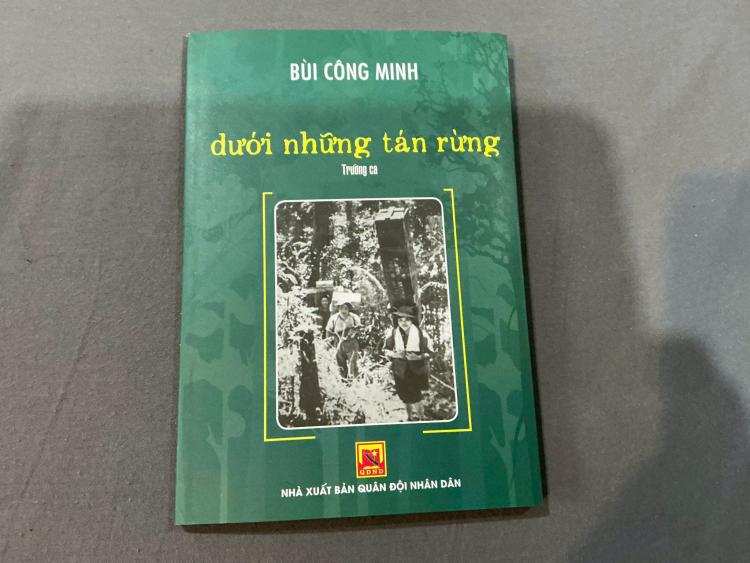 BÙI CÔNG MINH
dưới những tán rừng
Trường ca
QĐND
NHÀ XUẤT BẢN QUÂN ĐỘI NHÂN DÂN